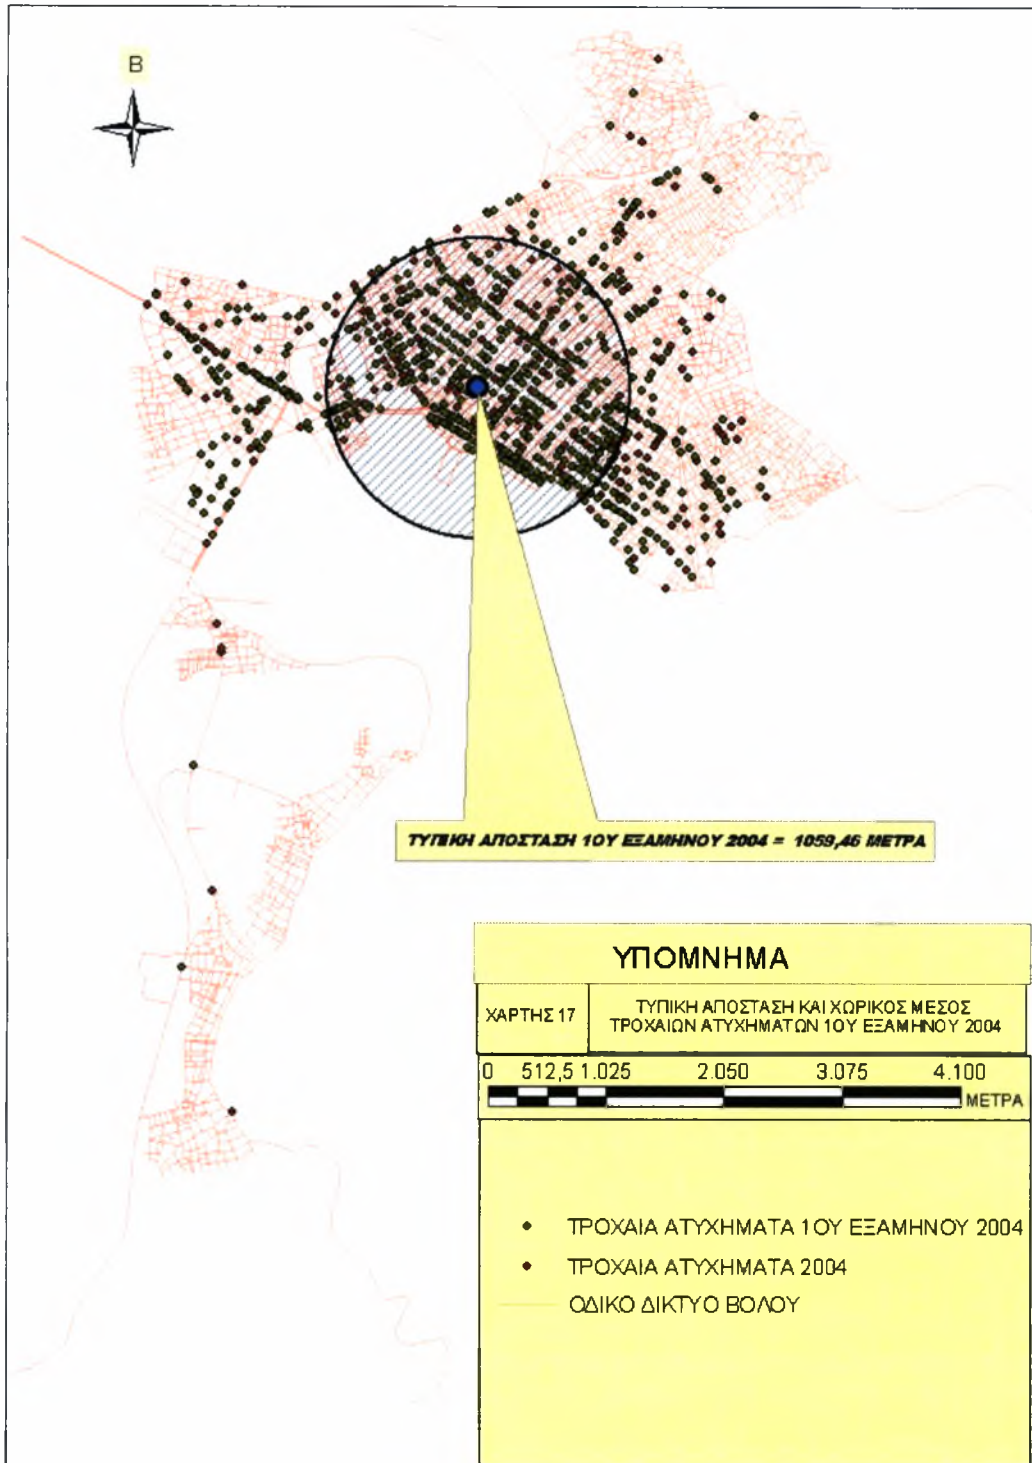 Β
ΤΥΠΙΚΗ ΑΠΟΣΤΑΣΗ 1ΟΥ ΕΞΑΜΗΝΟΥ 2004 = 1059,46 ΜΕΤΡΑ
ΥΠΟΜΝΗΜΑ
ΧΑΡΤΗΣ 17
ΤΥΠΙΚΗ ΑΠΟΣΤΑΣΗ ΚΑΙ ΧΩΡΙΚΟΣ ΜΕΣΟΣ
ΤΡΟΧΑΙΩΝ ΑΤΥΧΗΜΑΤΩΝ 1ΟΥ ΕΞΑΜΗΝΟΥ 2004
0 512,5 1.025 2.050 3.075 4.100
ΜΕΤΡΑ
ΤΡΟΧΑΙΑ ΑΤΥΧΗΜΑΤΑ 1ΟΥ ΕΞΑΜΗΝΟΥ 2004
ΤΡΟΧΑΙΑ ΑΤΥΧΗΜΑΤΑ 2004
ΟΔΙΚΟ ΔΙΚΤΥΟ ΒΟΛΟΥ